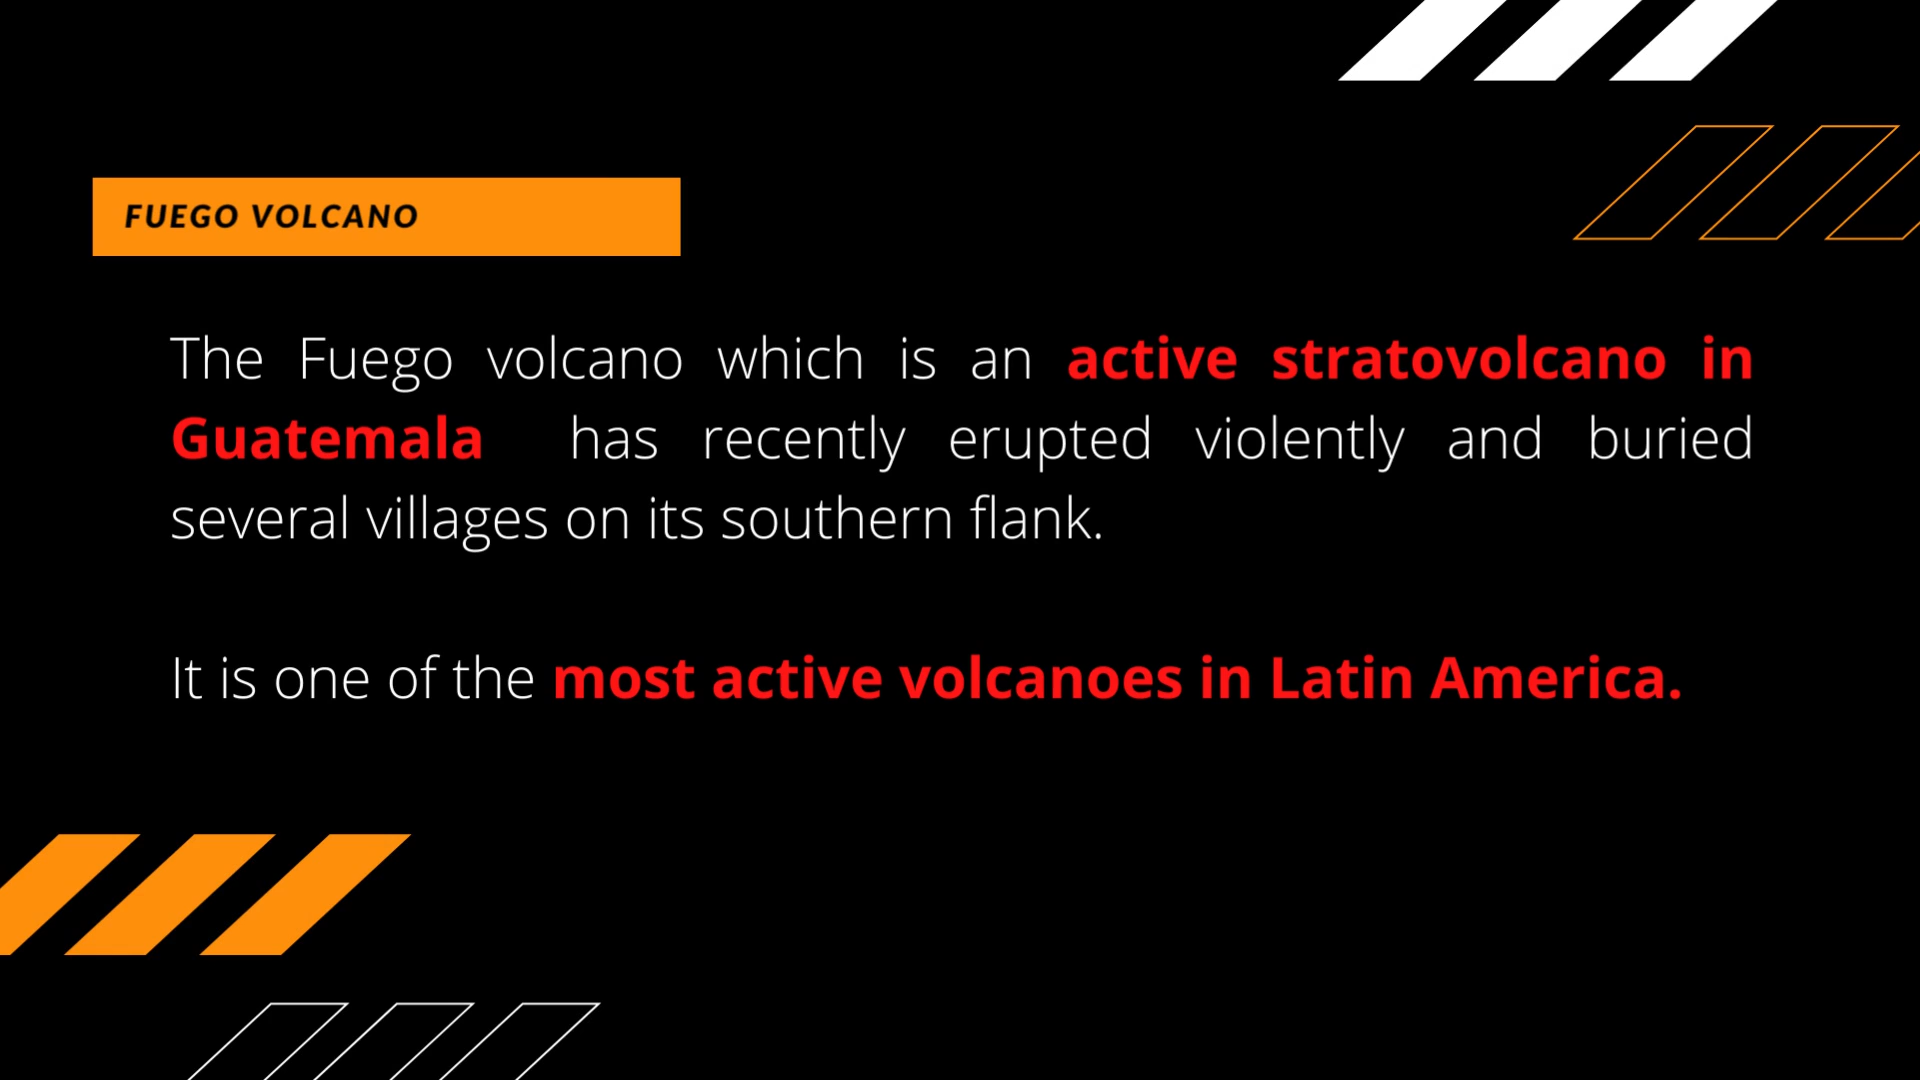 FUEGO VOLCANO
The Fuego volcano which is an active stratovolcano in
Guatemala has recently erupted violently and buried
several villages on its southern flank.
It is one of the most active volcanoes in Latin America.